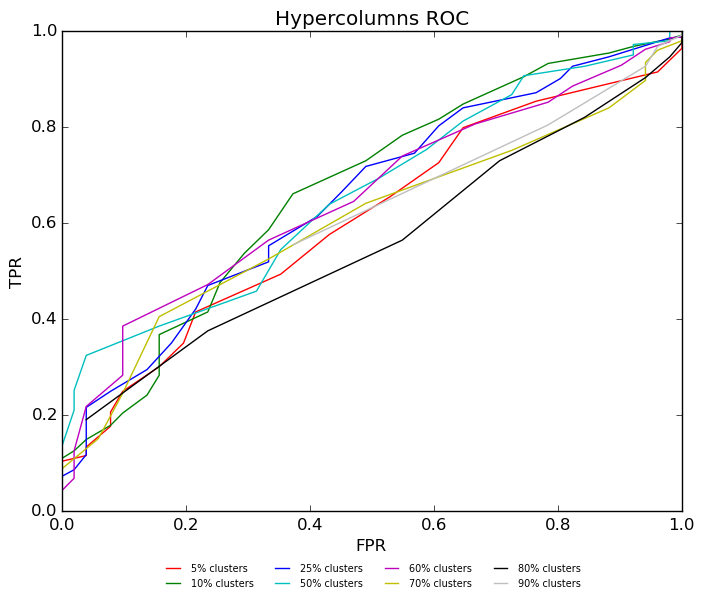 Hypercolumns ROC
1.0
0.8
0.6
0.4
0.2
0.0
TPR
0.0 0.2 0.4 0.6 0.8 1.0
FPR
5% clusters 25% clusters 60% clusters 80% clusters
10% clusters 50% clusters 70% clusters 90% clusters